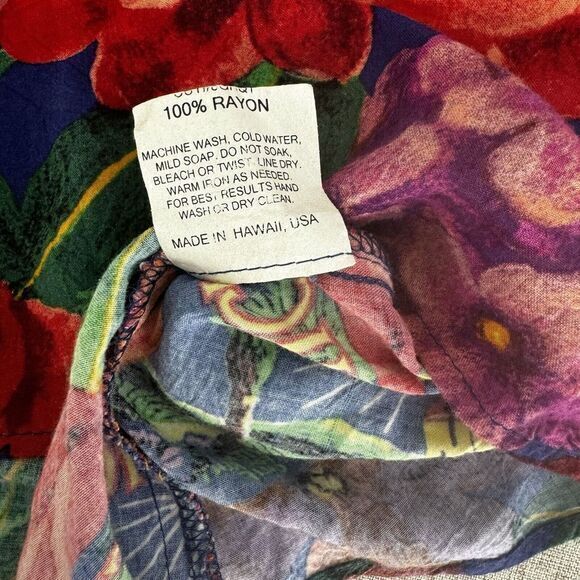 100% RAYON
MACHINE WASH, COLD WATER,
MILD SOAP. DO NOT SOAK,
BLEACH OR TWIST. LINE DRY.
WARM IRON AS NEEDED.
FOR BEST RESULTS HAND
WASH OR DRY CLEAN.
MADE IN HAWAII, USA